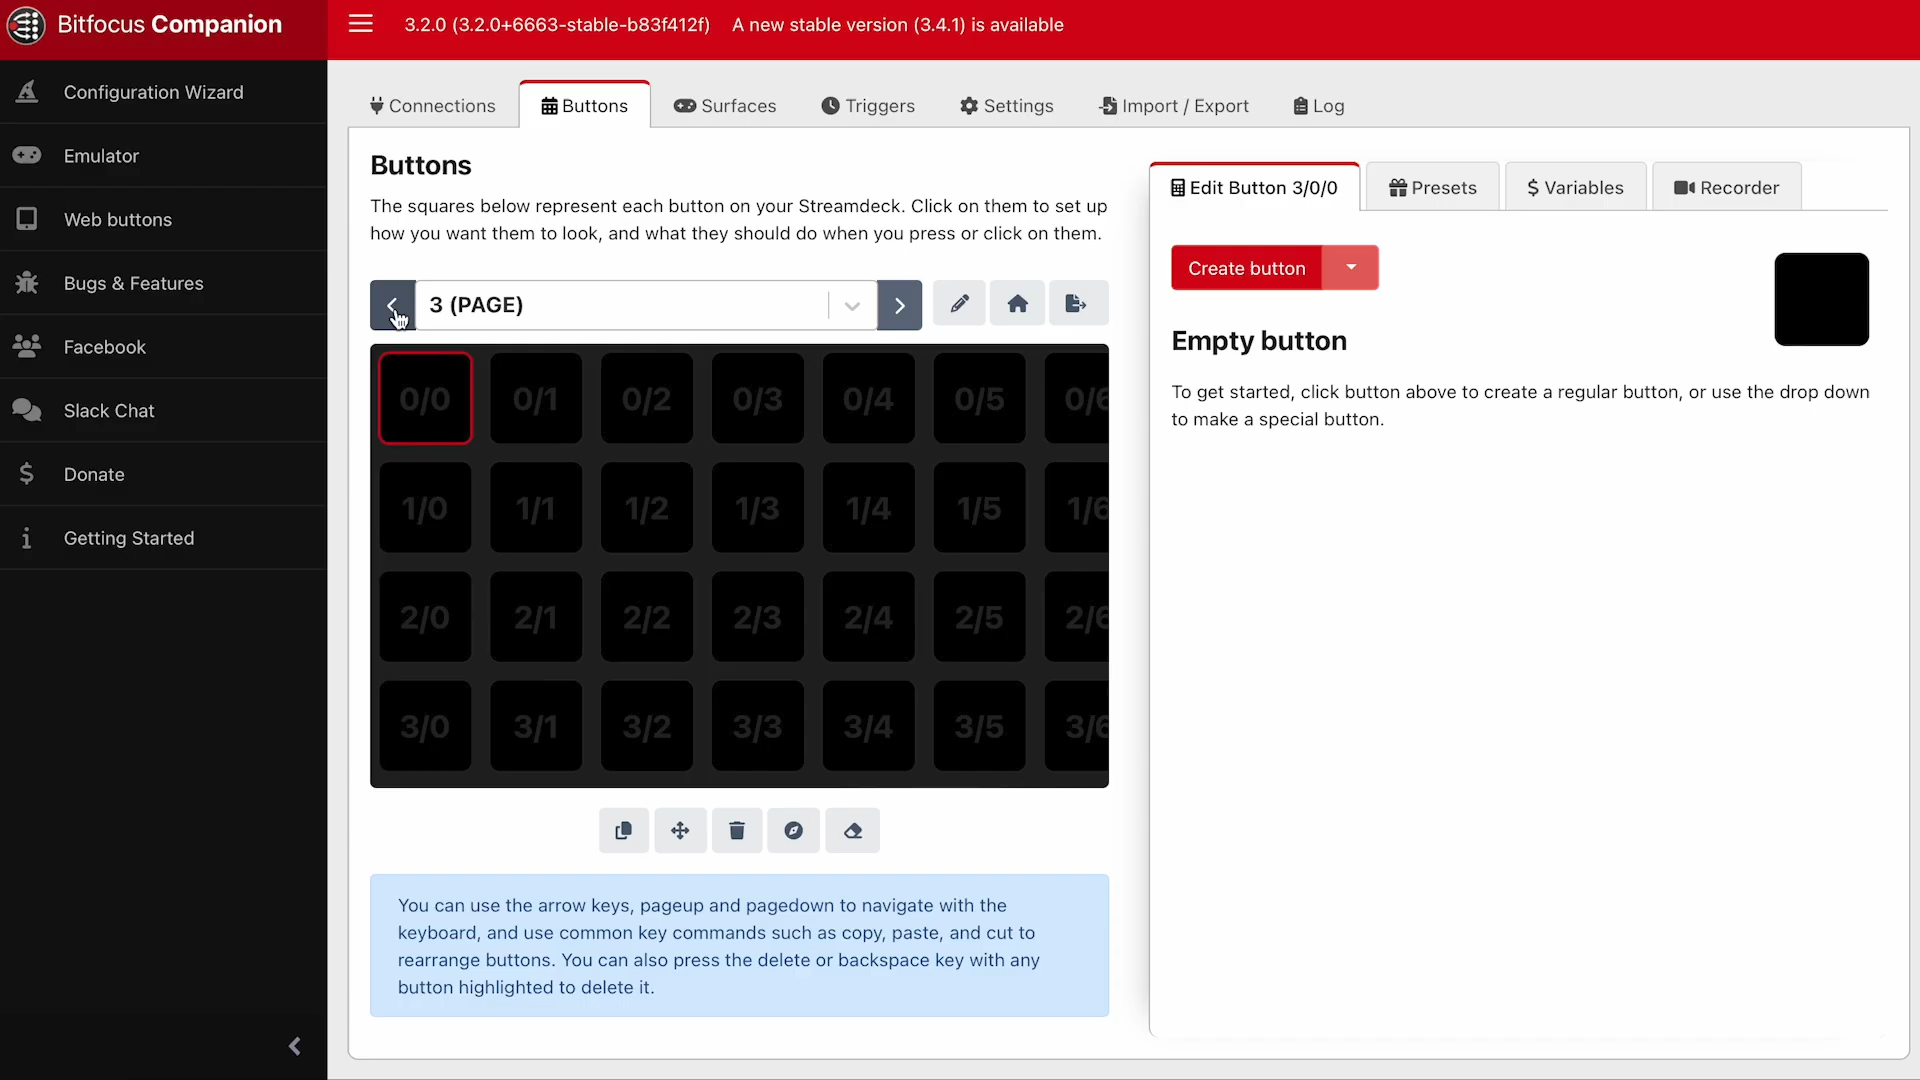 Bitfocus Companion
3.2.0 (3.2.0+6663-stable-b83f412f) A new stable version (3.4.1) is available
Configuration Wizard
Emulator
Web buttons
Bugs & Features
Facebook
Slack Chat
Donate
Getting Started
Connections
Buttons
Surfaces
Triggers
Settings
Import / Export
Log
Buttons
The squares below represent each button on your Streamdeck. Click on them to set up
how you want them to look, and what they should do when you press or click on them.
3 (PAGE)
0/0 0/1 0/2 0/3 0/4 0/5 0/6
1/0 1/1 1/2 1/3 1/4 1/5 1/6
2/0 2/1 2/2 2/3 2/4 2/5 2/6
3/0 3/1 3/2 3/3 3/4 3/5 3/6
You can use the arrow keys, pageup and pagedown to navigate with the
keyboard, and use common key commands such as copy, paste, and cut to
rearrange buttons. You can also press the delete or backspace key with any
button highlighted to delete it.
Edit Button 3/0/0
Presets
$ Variables
Recorder
Create button
Empty button
To get started, click button above to create a regular button, or use the drop down
to make a special button.